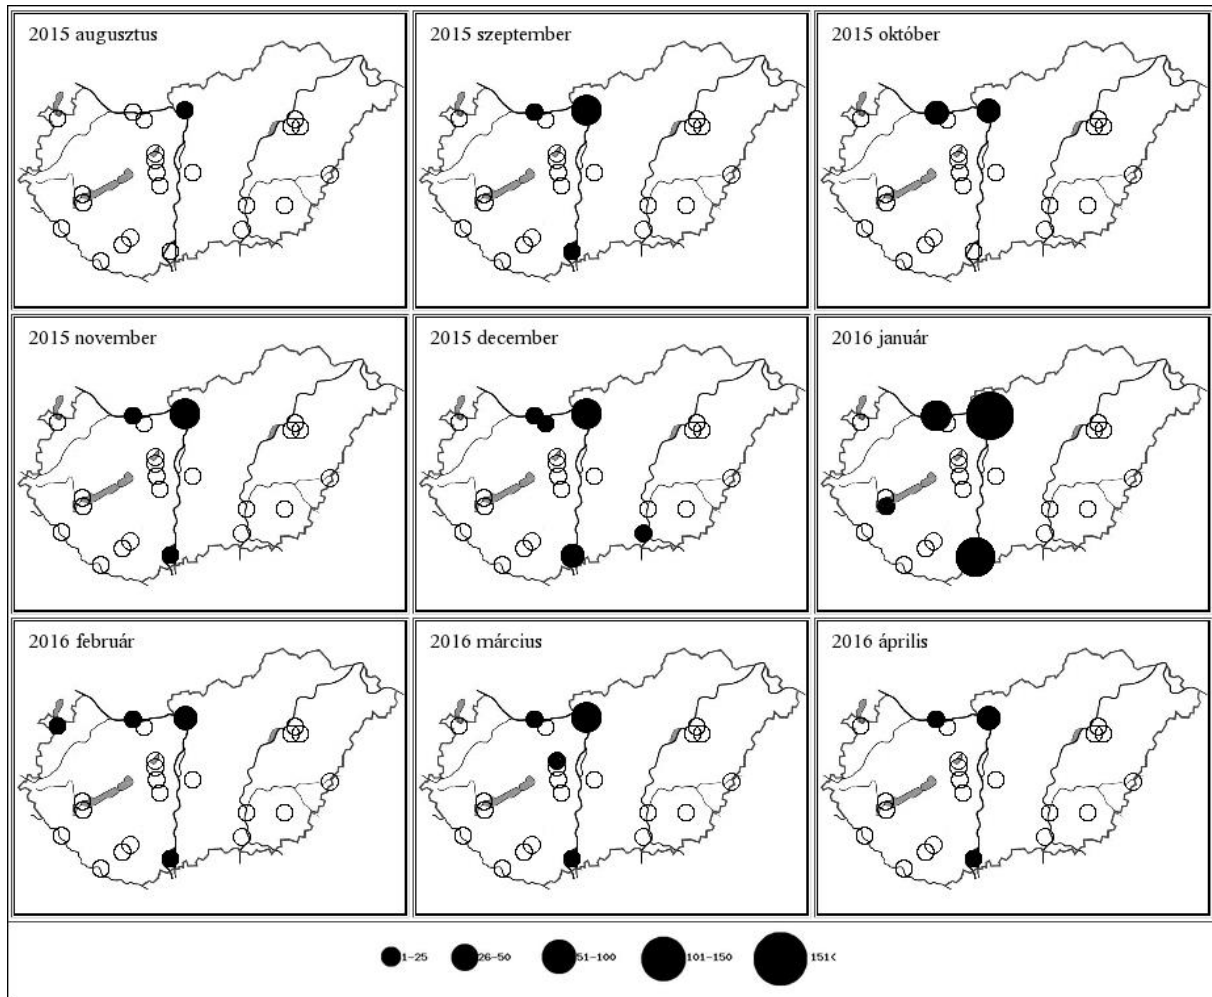 2015 augusztus
2015 szeptember
2015 október
2015 november
2015 december
2016 január
2016 február
2016 március
2016 április
1-25
26-50
51-100
101-150
151<